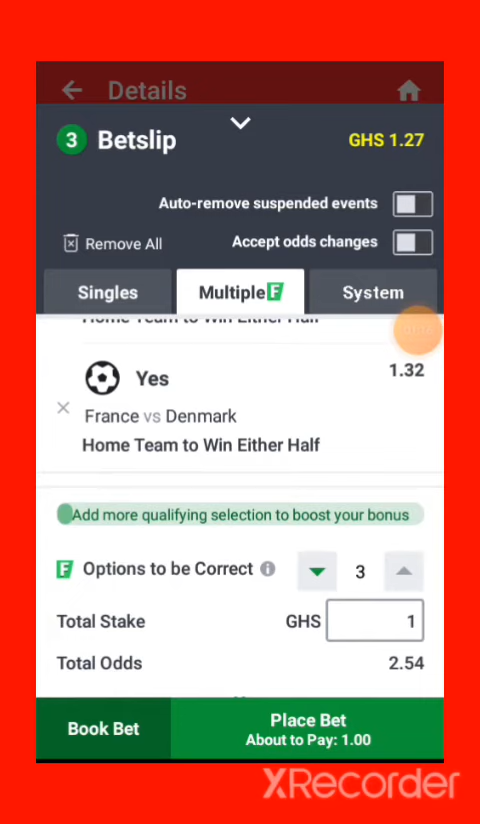 Details
3 Betslip GHS 1.27
Auto-remove suspended events
Remove All Accept odds changes
Singles Multiple F System
Home Team to Win Either Half
Yes 1.32
France vs Denmark
Home Team to Win Either Half
Add more qualifying selection to boost your bonus
F Options to be Correct 3
Total Stake GHS 1
Total Odds 2.54
Book Bet Place Bet
About to Pay: 1.00
XRecorder